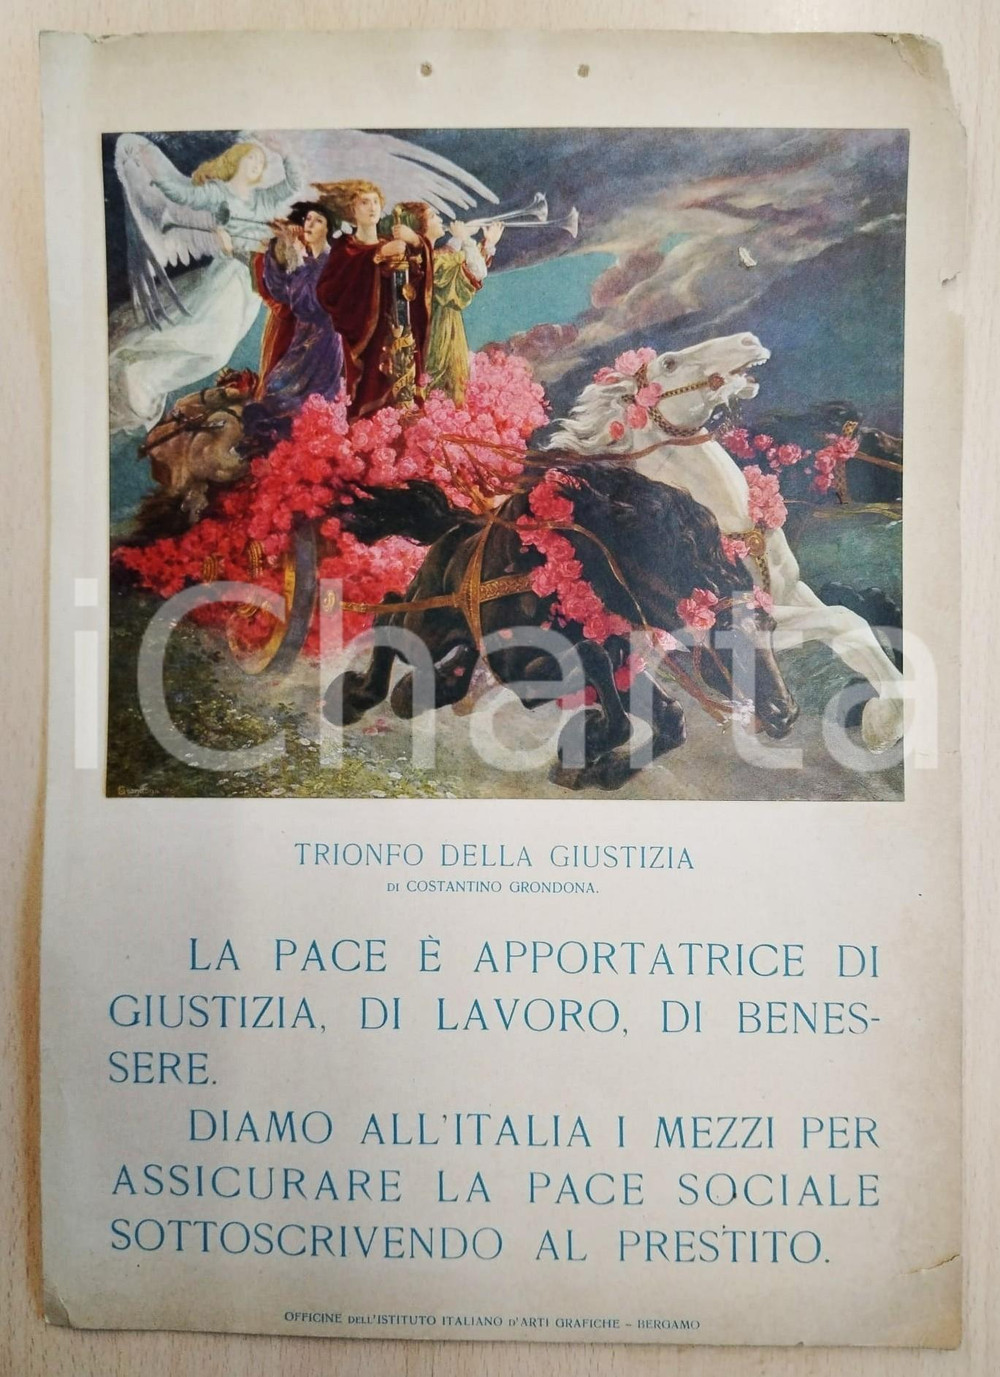 TRIONFO DELLA GIUSTIZIA
DI COSTANTINO GRONDONA.
LA PACE È APPORTATRICE DI
GIUSTIZIA, DI LAVORO, DI BENES-
SERE.
DIAMO ALL'ITALIA I MEZZI PER
ASSICURARE LA PACE SOCIALE
SOTTOSCRIVENDO AL PRESTITO.
OFFICINE DELL'ISTITUTO ITALIANO D'ARTI GRAFICHE - BERGAMO
iCharta